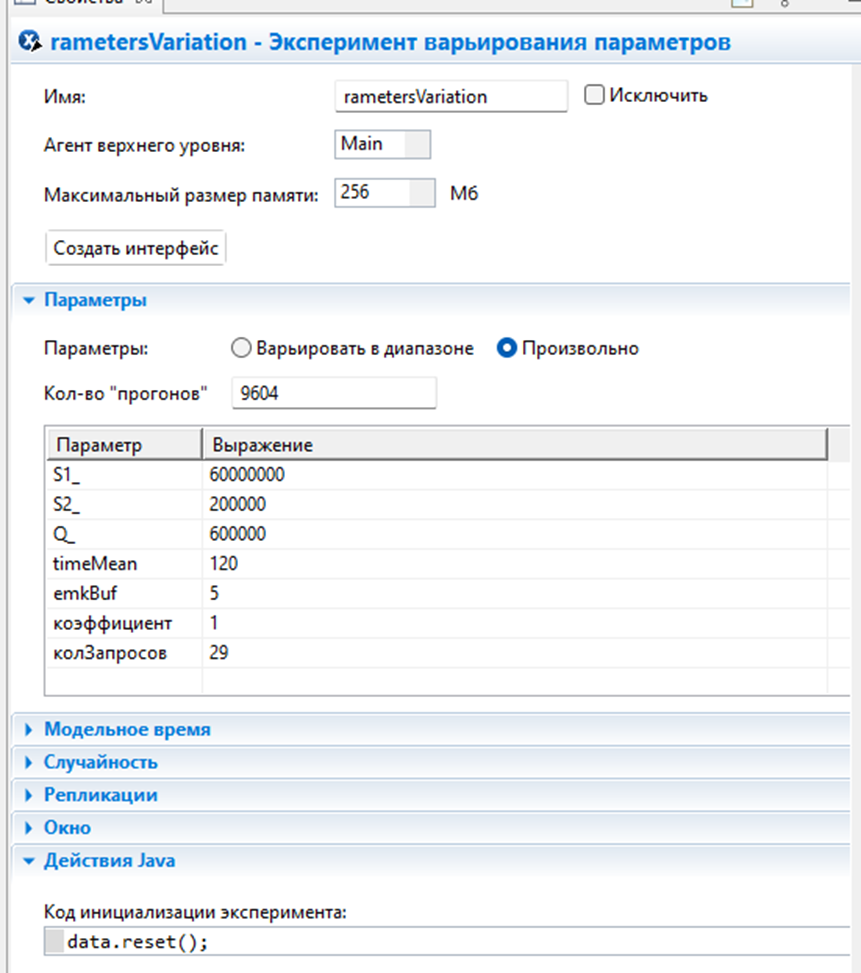 Свойства
rametersVariation - Эксперимент варьирования параметров
Имя: rametersVariation Исключить
Агент верхнего уровня: Main
Максимальный размер памяти: 256 Мб
Создать интерфейс
Параметры
Параметры: Варьировать в диапазоне Произвольно
Кол-во "прогонов" 9604
Параметр Выражение
S1_ 60000000
S2_ 200000
Q_ 600000
timeMean 120
emkBuf 5
коэффициент 1
колЗапросов 29
Модельное время
Случайность
Репликации
Окно
Действия Java
Код инициализации эксперимента:
data.reset();